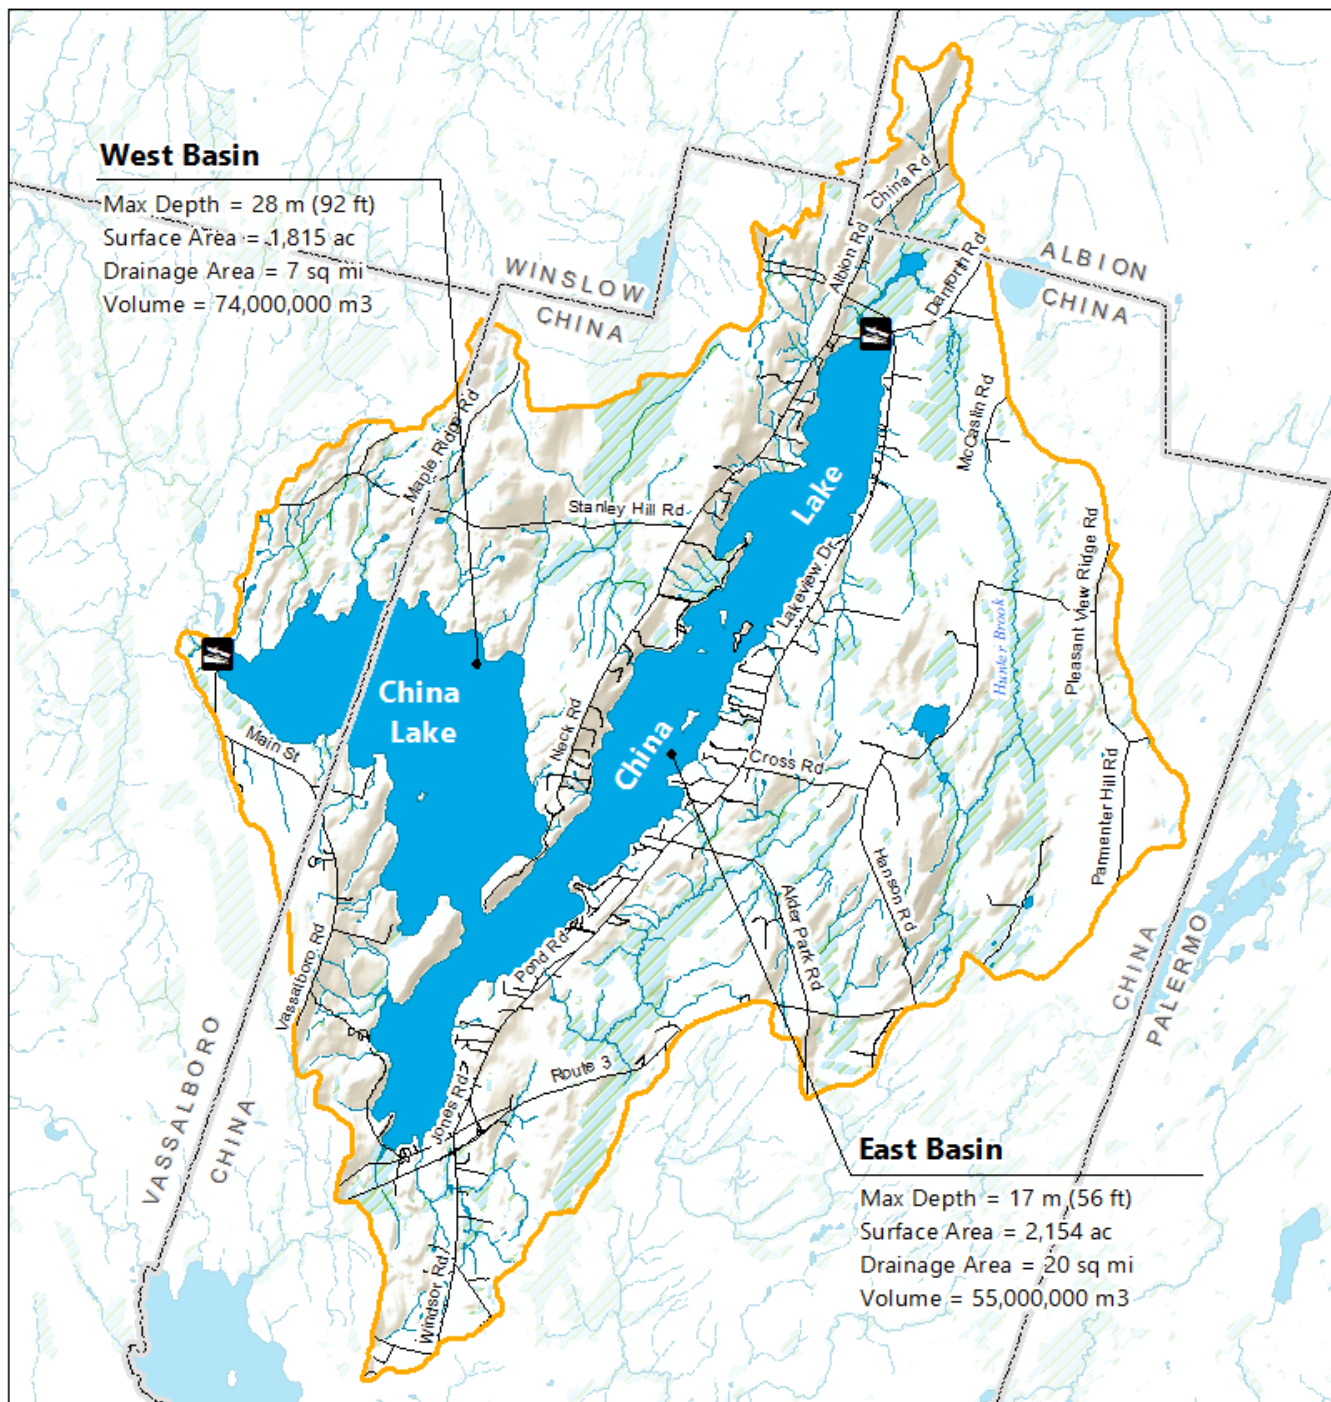 West Basin
Max Depth = 28 m (92 ft)
Surface Area = 1,815 ac
Drainage Area = 7 sq mi
Volume = 74,000,000 m3
WINSLOW
CHINA
ALBION
CHINA
China Rd
Albion Rd
Danforth Rd
McCaslin Rd
Maple Ridge Rd
Stanley Hill Rd
Lake
Lakeview Dr
Pleasant View Ridge Rd
Hunter Brook
China
Lake
Neck Rd
China
Main St
Cross Rd
Parmenter Hill Rd
Hanson Rd
Alder Park Rd
Pond Rd
Vassalboro Rd
CHINA
PALERMO
VASSALBORO
CHINA
Route 3
Jones Rd
Windsor Rd
East Basin
Max Depth = 17 m (56 ft)
Surface Area = 2,154 ac
Drainage Area = 20 sq mi
Volume = 55,000,000 m3